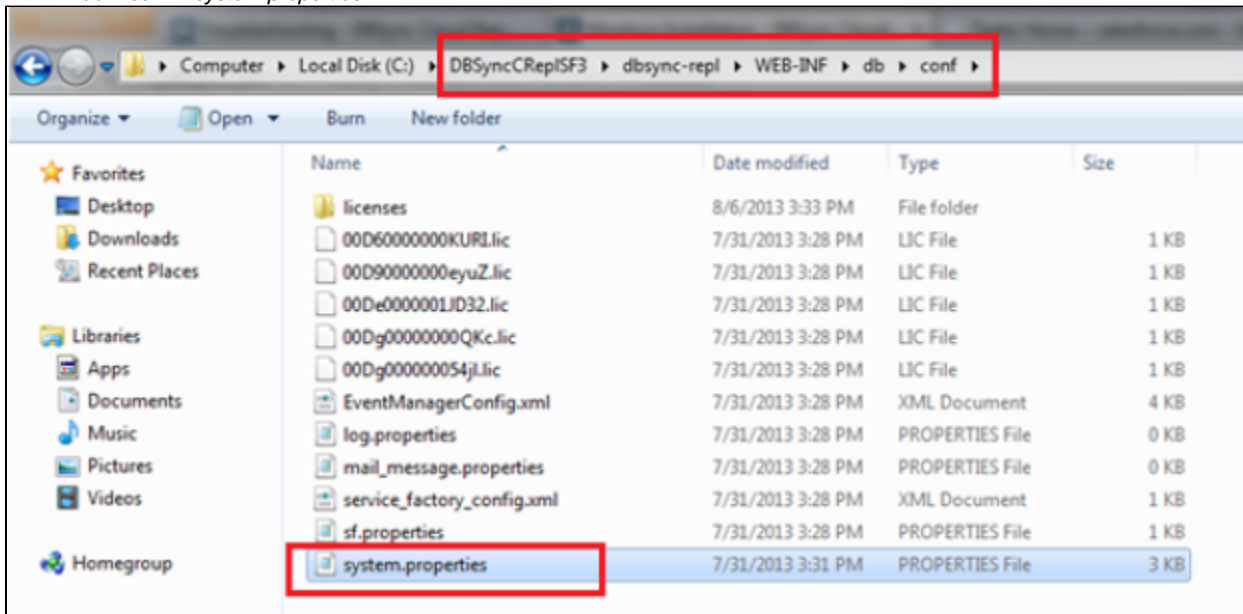 Computer Local Disk (C:) DBSyncCReplSF3 dbsync-repl WEB-INF db conf
Organize Open Burn New folder
Name Date modified Type Size
Favorites
Desktop licenses 8/6/2013 3:33 PM File folder
Downloads 00D60000000KURI.lic 7/31/2013 3:28 PM LIC File 1 KB
Recent Places 00D90000000eyuZ.lic 7/31/2013 3:28 PM LIC File 1 KB
00De0000001JD32.lic 7/31/2013 3:28 PM LIC File 1 KB
Libraries 00Dg00000000QKc.lic 7/31/2013 3:28 PM LIC File 1 KB
Apps 00Dg000000054jl.lic 7/31/2013 3:28 PM LIC File 1 KB
Documents EventManagerConfig.xml 7/31/2013 3:28 PM XML Document 4 KB
Music log.properties 7/31/2013 3:28 PM PROPERTIES File 0 KB
Pictures mail_message.properties 7/31/2013 3:28 PM PROPERTIES File 0 KB
Videos service_factory_config.xml 7/31/2013 3:28 PM XML Document 1 KB
sf.properties 7/31/2013 3:28 PM PROPERTIES File 1 KB
Homegroup system.properties 7/31/2013 3:31 PM PROPERTIES File 3 KB